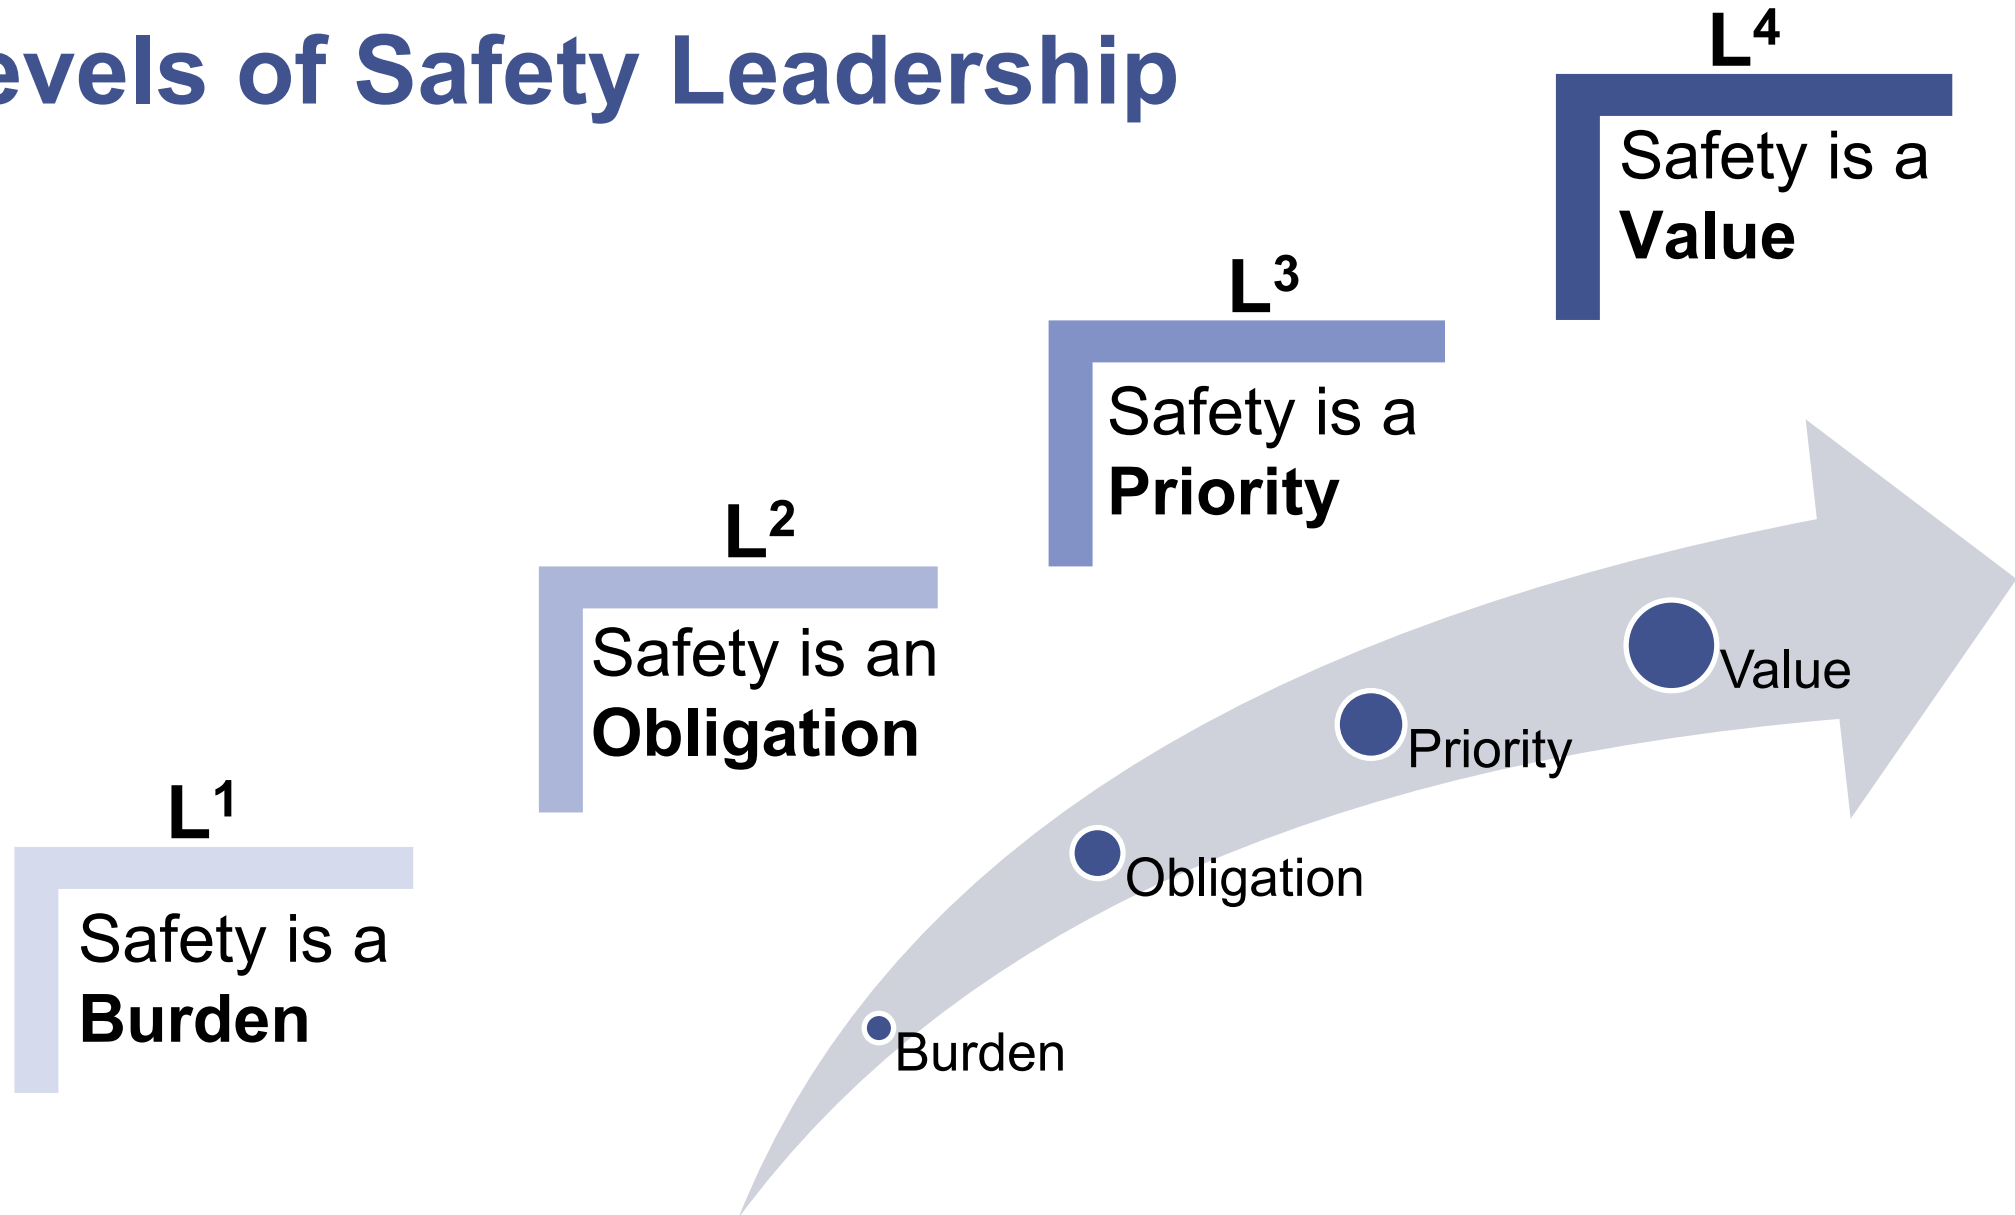 evels of Safety Leadership
L⁴
Safety is a
Value
L³
Safety is a
Priority
L²
Safety is an
Obligation
L¹
Safety is a
Burden
Value
Priority
Obligation
Burden